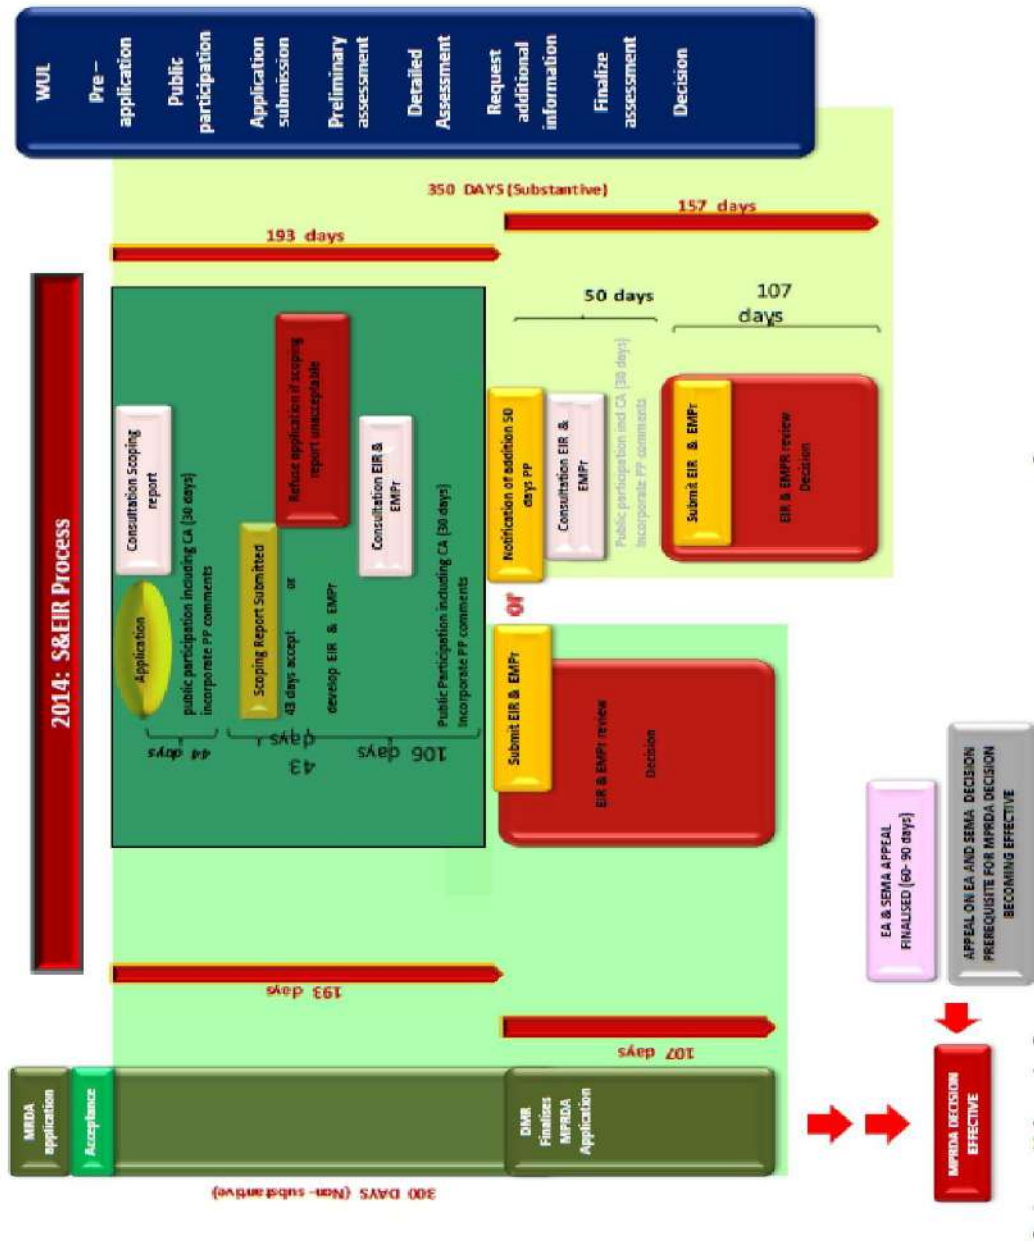 2014: S&EIR Process
MRDA
application
Acceptance
DMR
Finalises
MPRDA
Application
300 DAYS (Non-substantive)
193 days
107 days
Application
Consultation Scoping
report
public participation including CA (30 days)
incorporate PP comments
44 days
Scoping Report Submitted
43 days accept or
Refuse application if scoping
report unacceptable
43
days
develop EIR & EMPr
Consultation EIR &
EMPr
106 days
Public Participation including CA (30 days)
Incorporate PP comments
Submit EIR & EMPr
EIR & EMPr review
Decision
or
Notification of addition 50
days PP
Consultation EIR &
EMPr
Public participation incl CA (30 days)
Incorporate PP comments
Submit EIR & EMPr
EIR & EMPR review
Decision
50 days
107
days
193 days
350 DAYS (Substantive)
157 days
WUL
Pre –
application
Public
participation
Application
submission
Preliminary
assessment
Detailed
Assessment
Request
additional
information
Finalize
assessment
Decision
MPRDA DECISION
EFFECTIVE
EA & SEMA APPEAL
FINALISED (60- 90 days)
APPEAL ON EA AND SEMA DECISION
PREREQUISITE FOR MPRDA DECISION
BECOMING EFFECTIVE